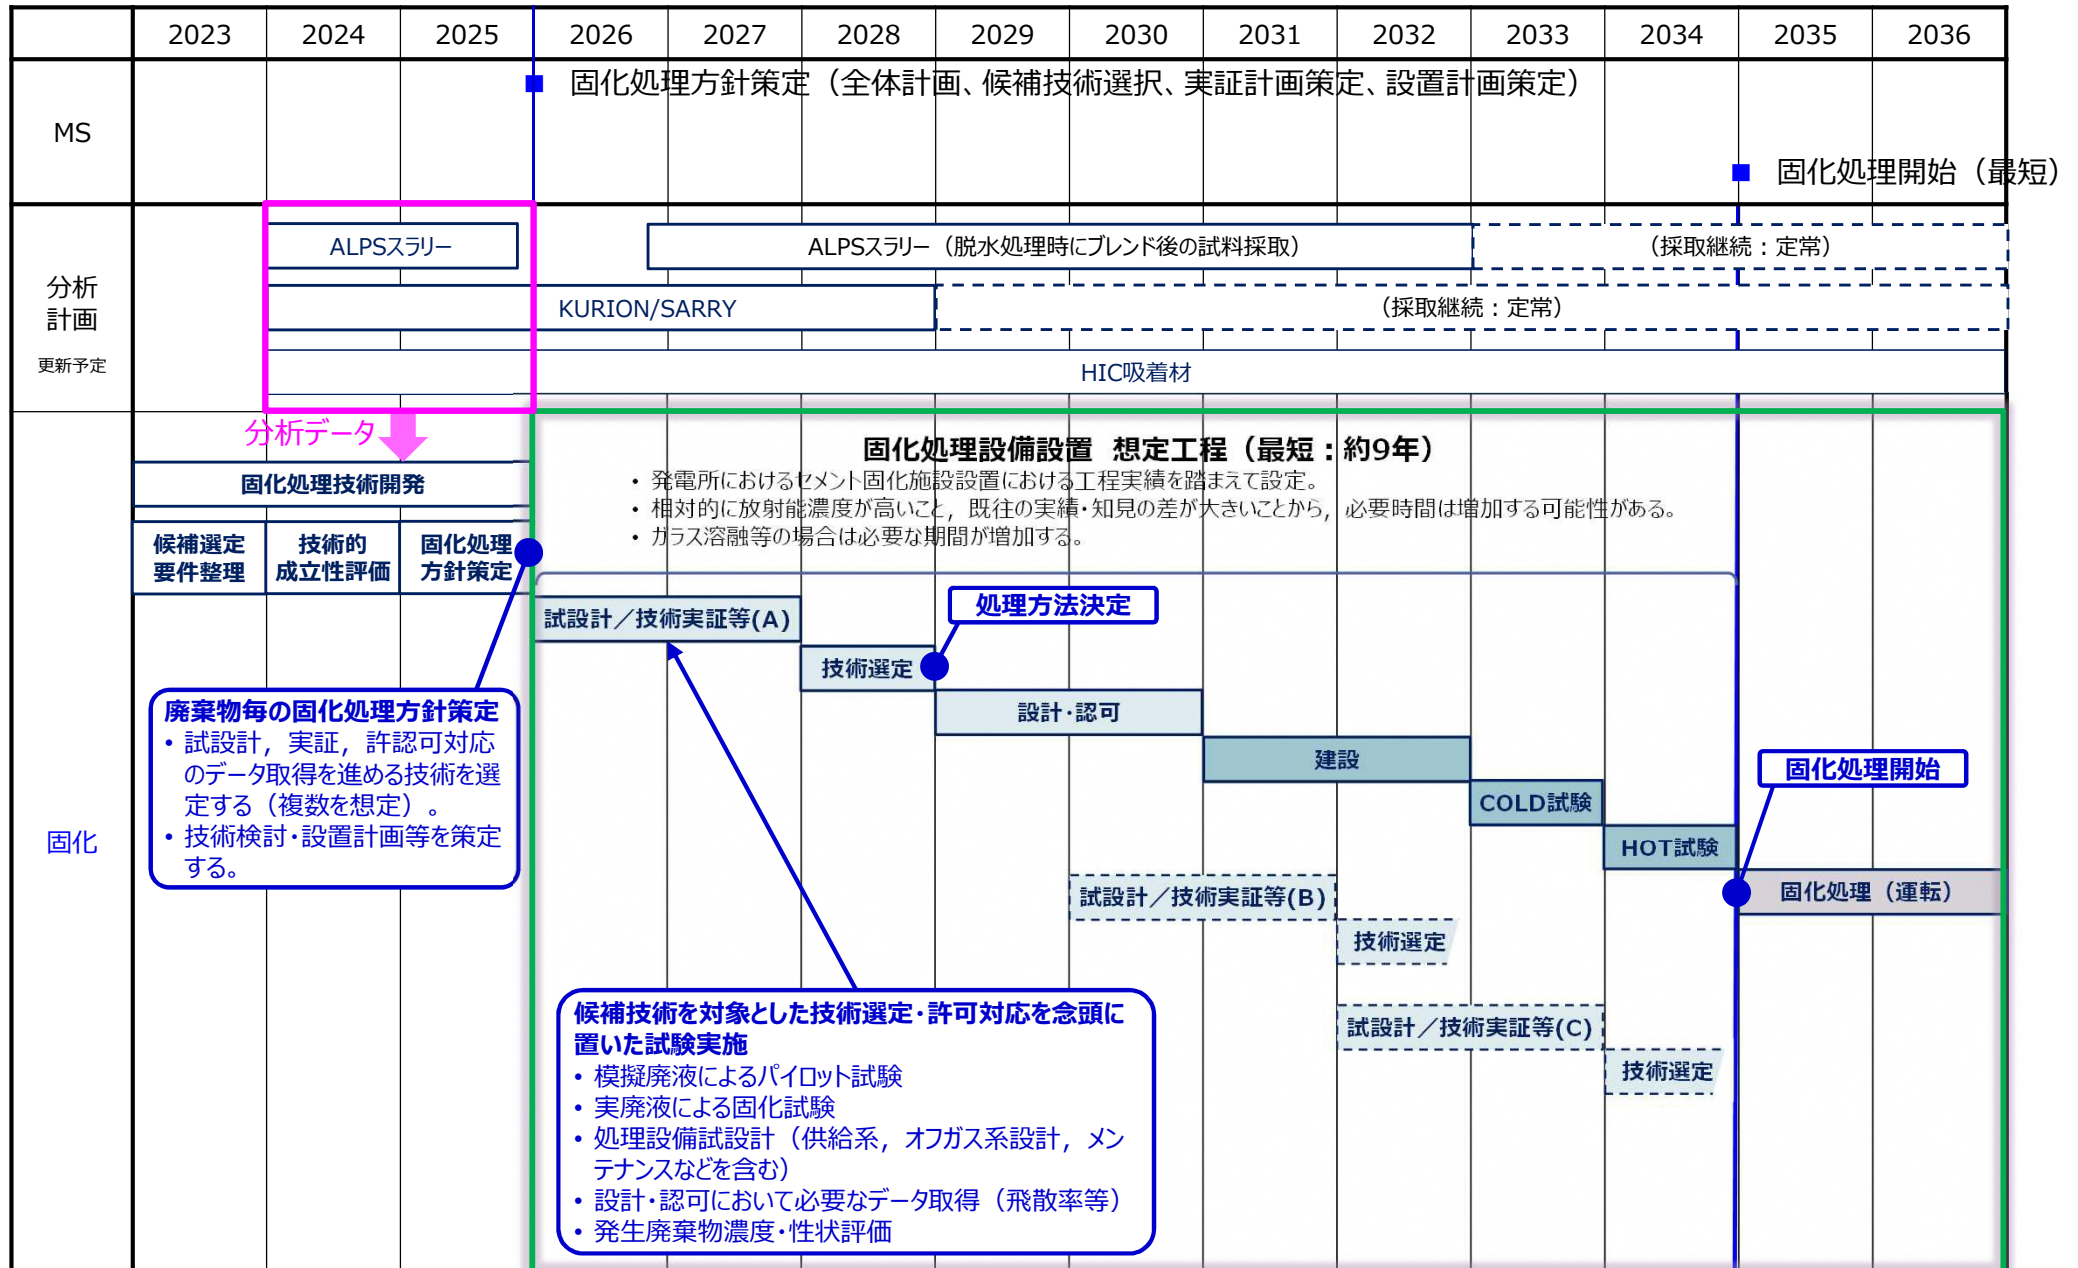 2023 2024 2025 2026 2027 2028 2029 2030 2031 2032 2033 2034 2035 2036
MS
固化処理方針策定（全体計画、候補技術選択、実証計画策定、設置計画策定）
固化処理開始（最短）
分析
計画
更新予定
ALPSスラリー
ALPSスラリー（脱水処理時にブレンド後の試料採取）
（採取継続：定常）
KURION/SARRY
（採取継続：定常）
HIC吸着材
分析データ
固化
固化処理技術開発
候補選定
要件整理
技術的
成立性評価
固化処理
方針策定
固化処理設備設置 想定工程（最短：約9年）
• 発電所におけるセメント固化施設設置における工程実績を踏まえて設定。
• 相対的に放射能濃度が高いこと，既往の実績・知見の差が大きいことから，必要時間は増加する可能性がある。
• ガラス溶融等の場合は必要な期間が増加する。
試設計／技術実証等(A)
処理方法決定
技術選定
設計・認可
建設
COLD試験
HOT試験
固化処理開始
固化処理（運転）
試設計／技術実証等(B)
技術選定
試設計／技術実証等(C)
技術選定
廃棄物毎の固化処理方針策定
• 試設計，実証，許認可対応
のデータ取得を進める技術を選
定する（複数を想定）。
• 技術検討・設置計画等を策定
する。
候補技術を対象とした技術選定・許可対応を念頭に
置いた試験実施
• 模擬廃液によるパイロット試験
• 実廃液による固化試験
• 処理設備試設計（供給系，オフガス系設計，メン
テナンスなどを含む）
• 設計・認可において必要なデータ取得（飛散率等）
• 発生廃棄物濃度・性状評価